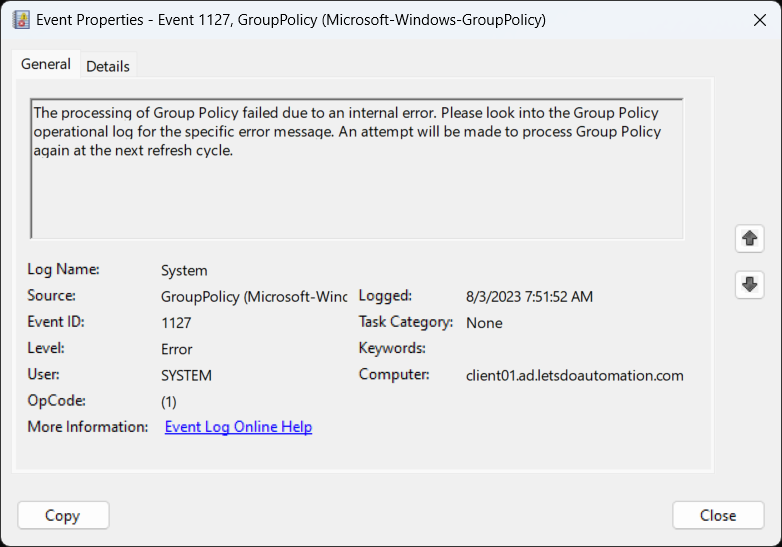 Event Properties - Event 1127, GroupPolicy (Microsoft-Windows-GroupPolicy)
General Details
The processing of Group Policy failed due to an internal error. Please look into the Group Policy
operational log for the specific error message. An attempt will be made to process Group Policy
again at the next refresh cycle.
Log Name: System
Source: GroupPolicy (Microsoft-Winc Logged: 8/3/2023 7:51:52 AM
Event ID: 1127 Task Category: None
Level: Error Keywords:
User: SYSTEM Computer: client01.ad.letsdoautomation.com
OpCode: (1)
More Information: Event Log Online Help
Copy Close